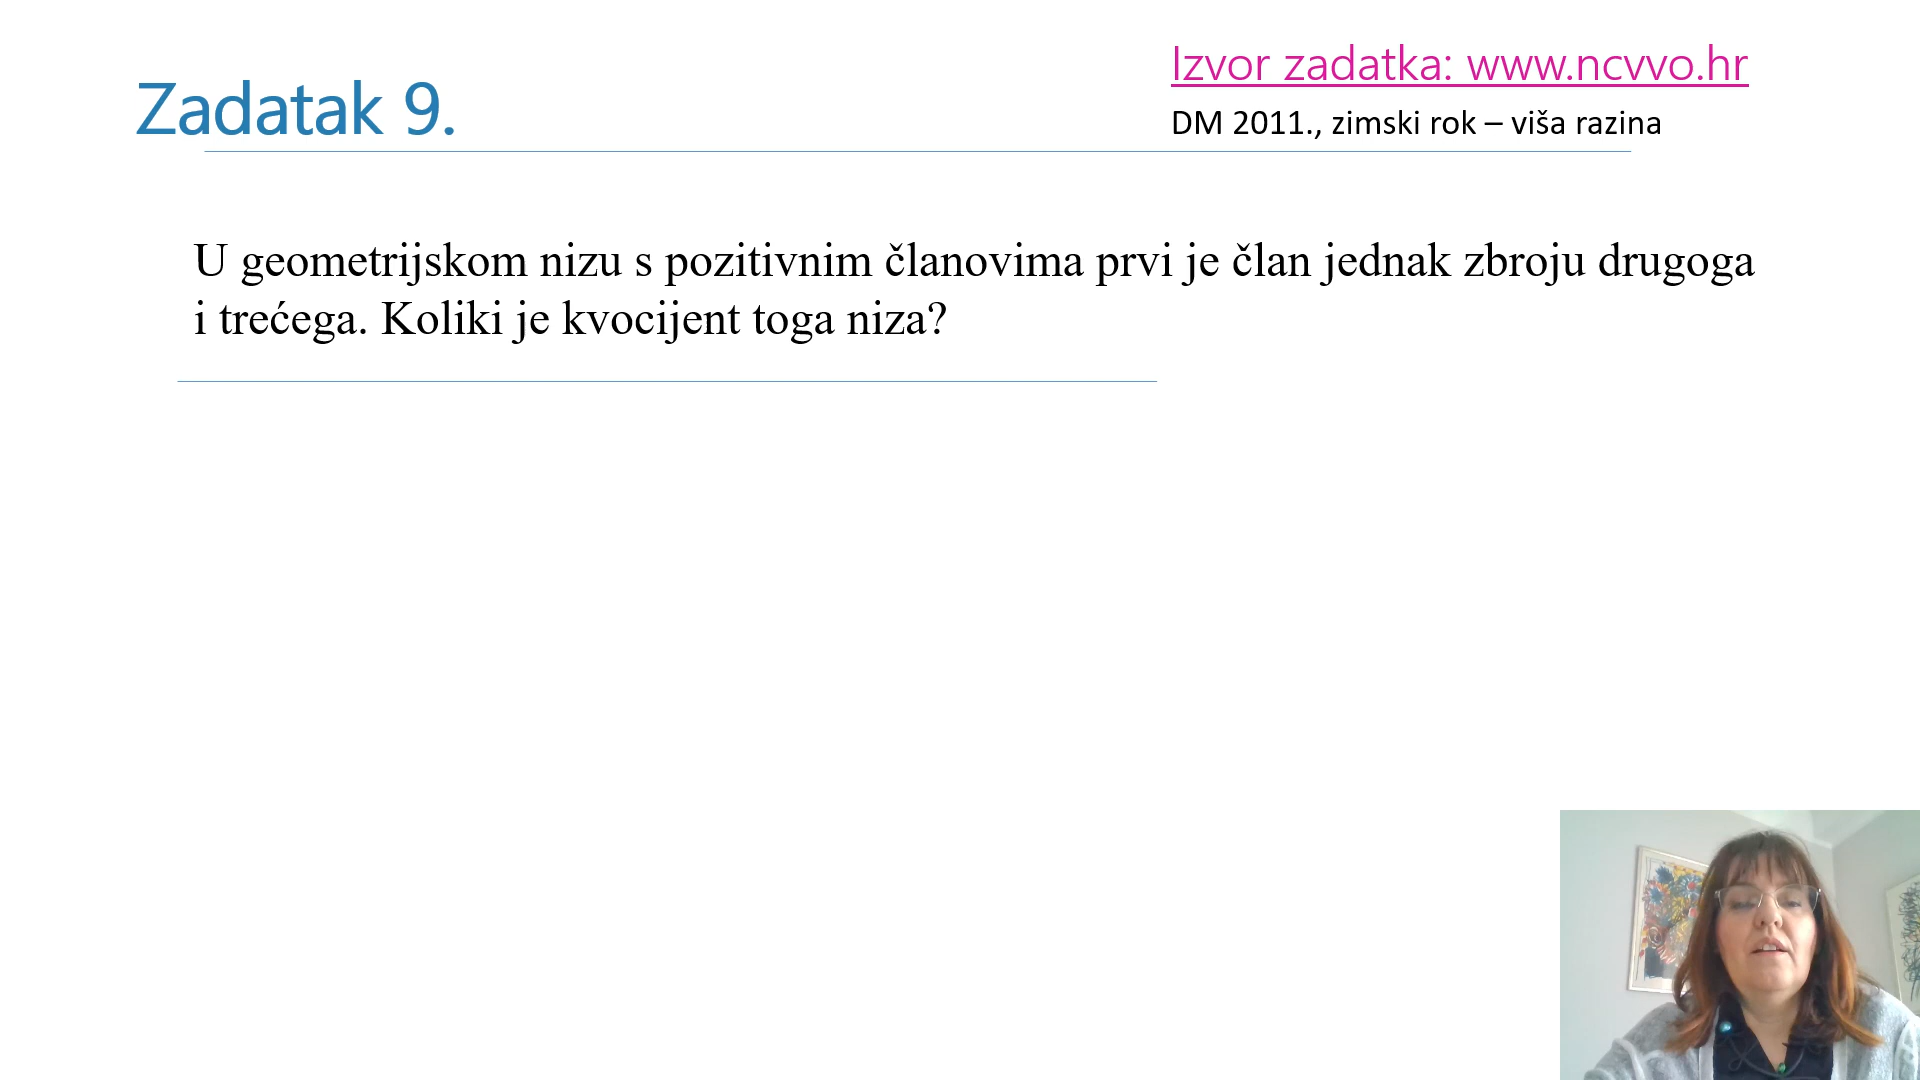 Zadatak 9.
Izvor zadatka: www.ncvvo.hr
DM 2011., zimski rok – viša razina
U geometrijskom nizu s pozitivnim članovima prvi je član jednak zbroju drugoga
i trećega. Koliki je kvocijent toga niza?